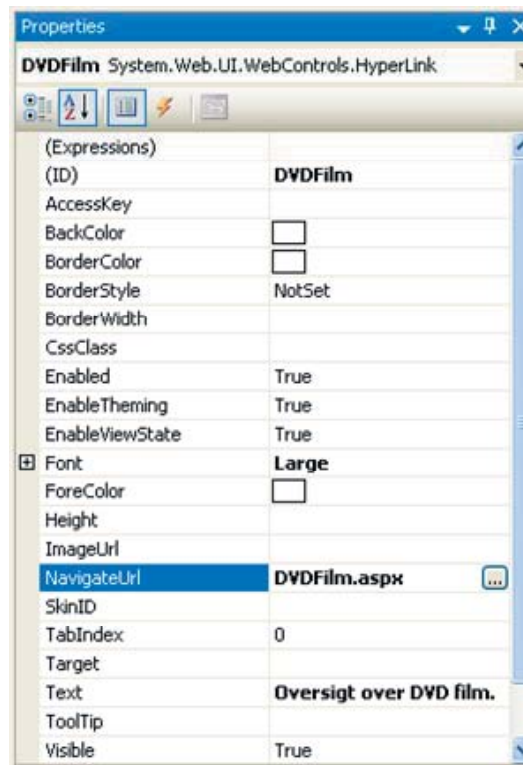 Properties
DVDFilm System.Web.UI.WebControls.HyperLink
(Expressions)
(ID) DVDFilm
AccessKey
BackColor
BorderColor
BorderStyle NotSet
BorderWidth
CssClass
Enabled True
EnableTheming True
EnableViewState True
Font Large
ForeColor
Height
ImageUrl
NavigateUrl DVDFilm.aspx ...
SkinID
TabIndex 0
Target
Text Oversigt over DVD film.
ToolTip
Visible True